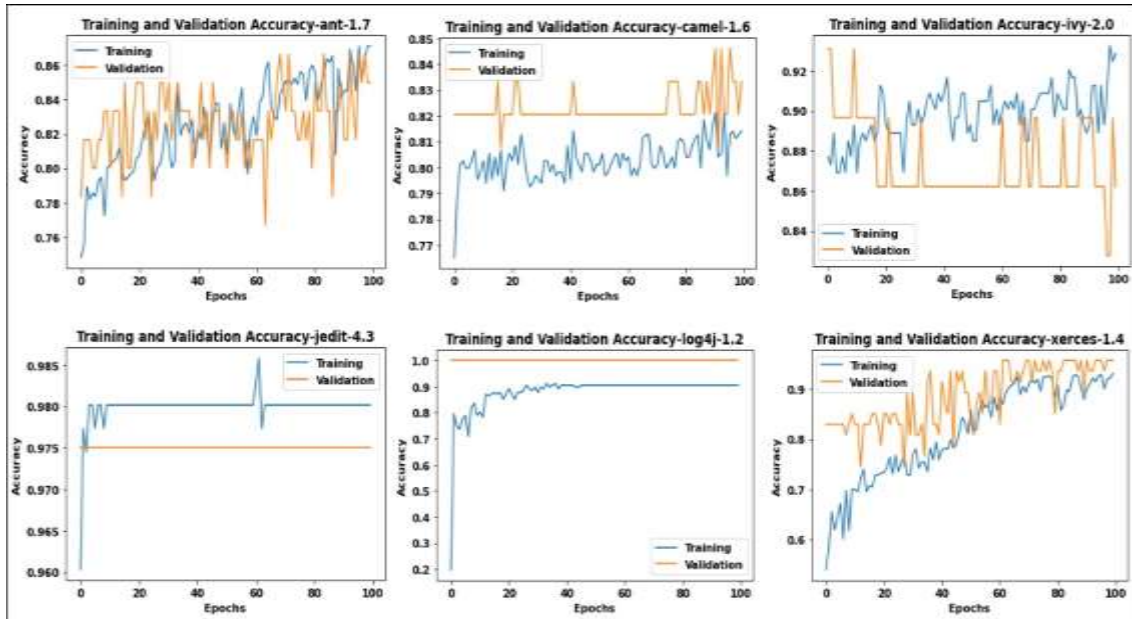 Training and Validation Accuracy-ant-1.7
Training
Validation
0.86
0.84
0.82
0.80
0.78
0.76
Accuracy
0
20
40
60
80
100
Epochs
Training and Validation Accuracy-camel-1.6
Training
Validation
0.85
0.84
0.83
0.82
0.81
0.80
0.79
0.78
0.77
Accuracy
0
20
40
60
80
100
Epochs
Training and Validation Accuracy-ivy-2.0
0.92
0.90
0.88
0.86
0.84
Accuracy
Training
Validation
0
20
40
60
80
100
Epochs
Training and Validation Accuracy-jedit-4.3
Training
Validation
0.985
0.980
0.975
0.970
0.965
0.960
Accuracy
0
20
40
60
80
100
Epochs
Training and Validation Accuracy-log4j-1.2
1.0
0.9
0.8
0.7
0.6
0.5
0.4
0.3
0.2
Accuracy
Training
Validation
0
20
40
60
80
100
Epochs
Training and Validation Accuracy-xerces-1.4
Training
Validation
0.9
0.8
0.7
0.6
Accuracy
0
20
40
60
80
100
Epochs